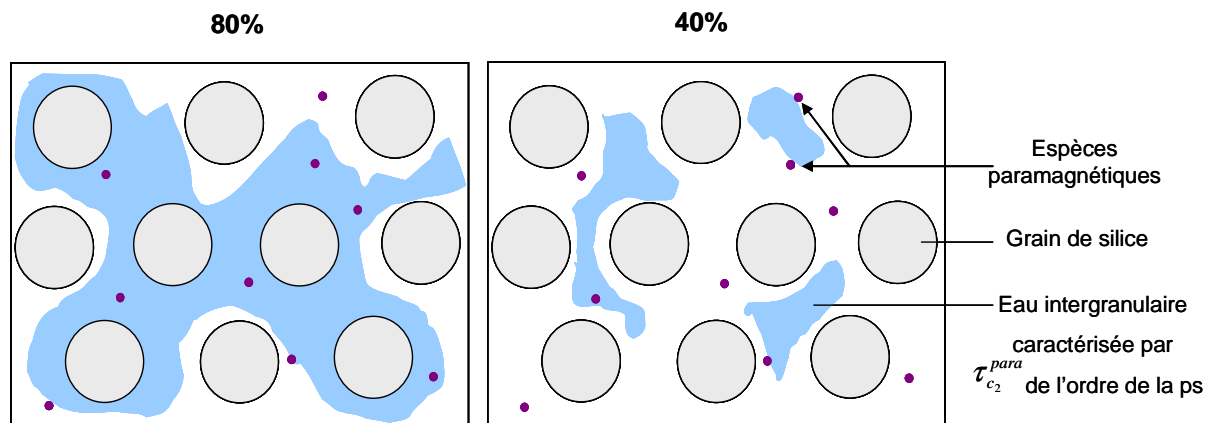 80%
40%
Espèces
paramagnétiques
Grain de silice
Eau intergranulaire
caractérisée par
τ_{c_2}^{para} de l'ordre de la ps